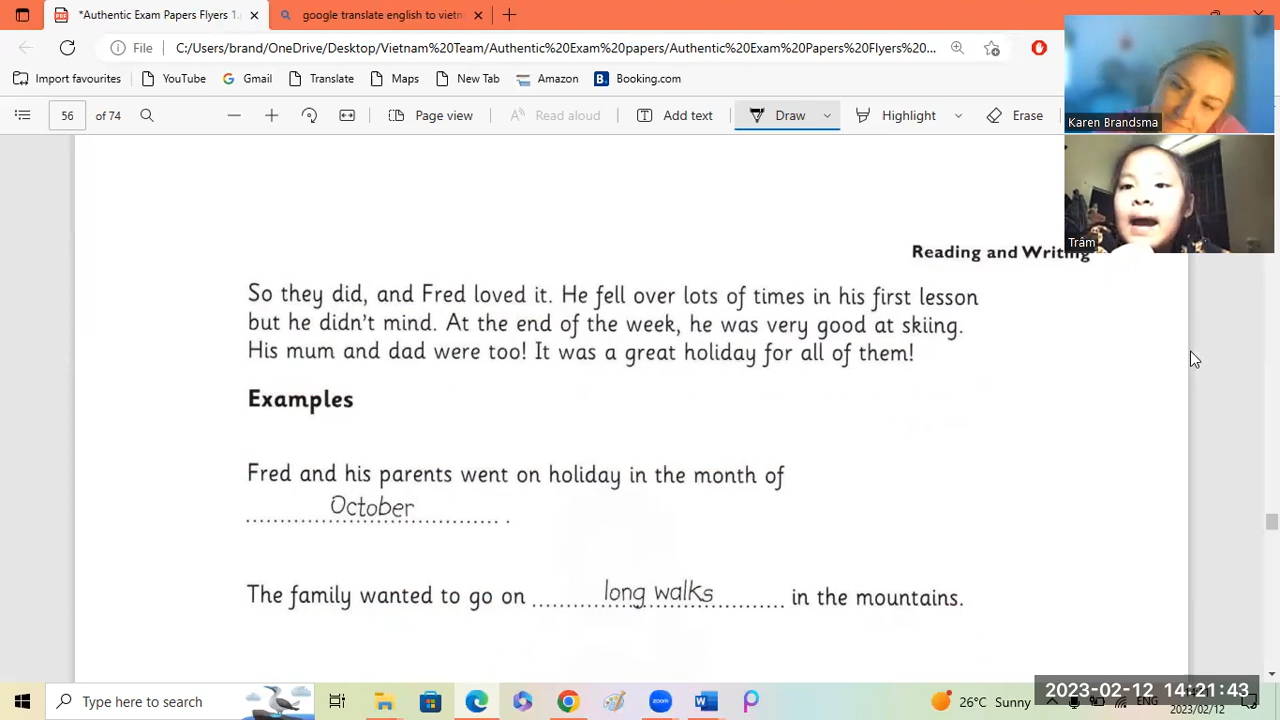 *Authentic Exam Papers Flyers 1.
google translate english to vietn
File
C:/Users/brand/OneDrive/Desktop/Vietnam%20Team/Authentic%20Exam%20papers/Authentic%20Exam%20Papers%20Flyers%20...
Import favourites
YouTube
Gmail
Translate
Maps
New Tab
Amazon
Booking.com
56 of 74
Page view
Read aloud
Add text
Draw
Highlight
Erase
Karen Brandsma
Trâm
Reading and Writing
So they did, and Fred loved it. He fell over lots of times in his first lesson
but he didn't mind. At the end of the week, he was very good at skiing.
His mum and dad were too! It was a great holiday for all of them!
Examples
Fred and his parents went on holiday in the month of
October .
The family wanted to go on long walks in the mountains.
Type here to search
zoom
26°C Sunny
ENG
2023-02-12 14:21:43
2023/02/12